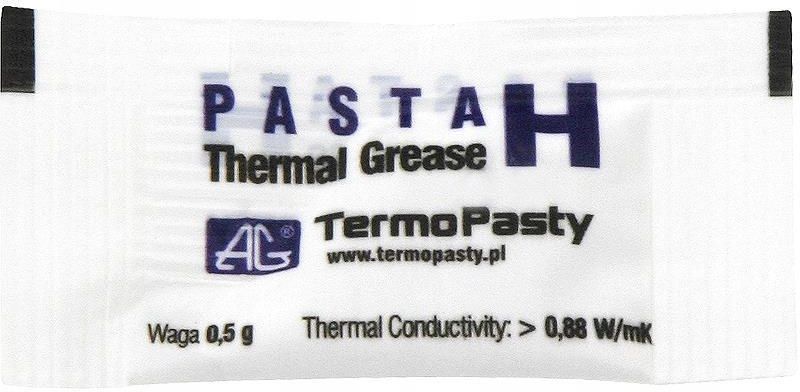 PASTA H
Thermal Grease
AG® TermoPasty
www.termopasty.pl
Waga 0,5 g Thermal Conductivity: > 0,88 W/mK